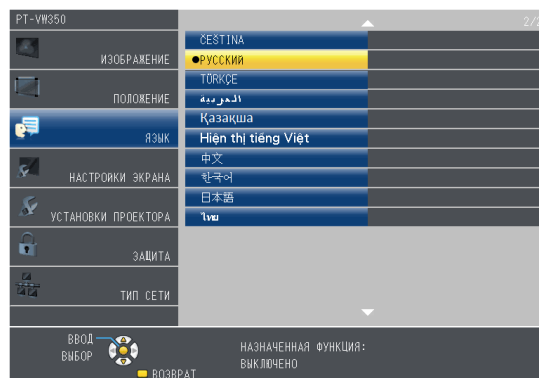 PT-VW350
2/2
ИЗОБРАЖЕНИЕ
ПОЛОЖЕНИЕ
ЯЗЫК
НАСТРОЙКИ ЭКРАНА
УСТАНОВКИ ПРОЕКТОРА
ЗАЩИТА
ТИП СЕТИ
ČEŠTINA
●РУССКИЙ
TÜRKÇE
العربية
Қазақша
Hiện thị tiếng Việt
中文
한국어
日本語
ไทย
ВВОД
ВЫБОР
ВОЗВРАТ
НАЗНАЧЕННАЯ ФУНКЦИЯ:
ВЫКЛЮЧЕНО